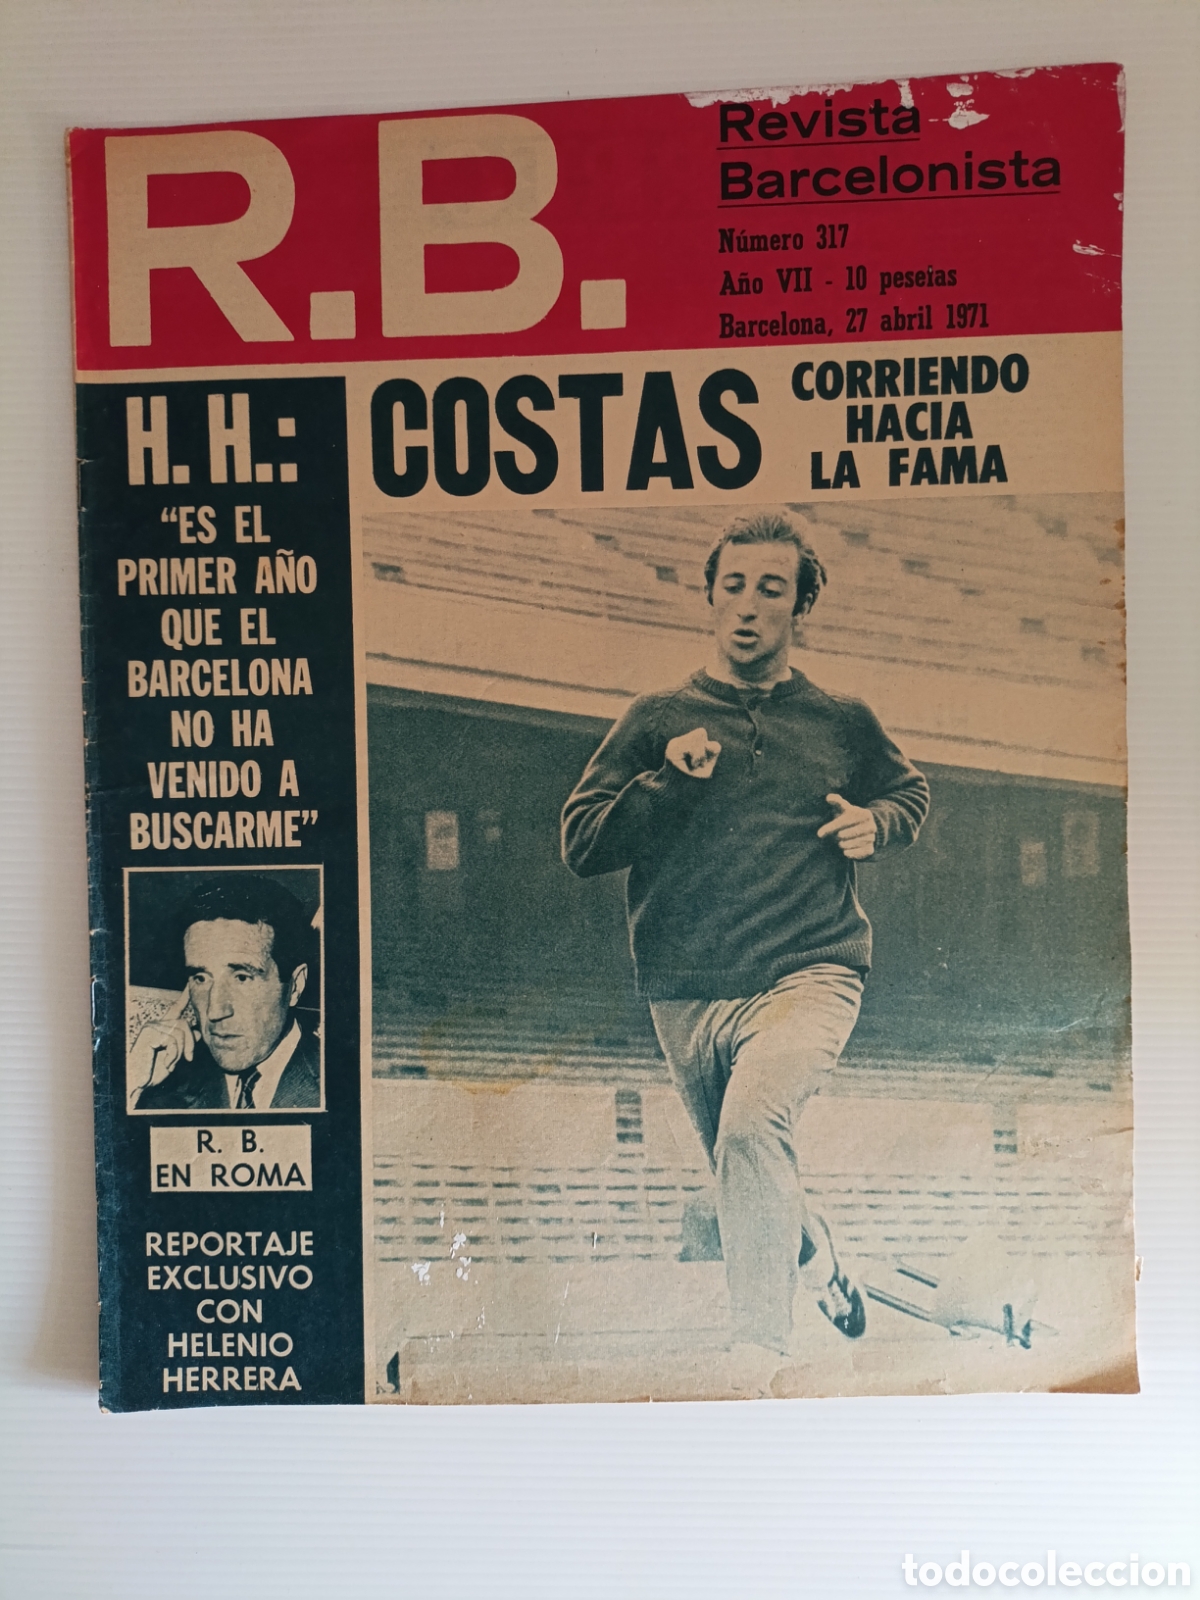 R.B.
Revista
Barcelonista
Número 317
Año VII - 10 pesetas
Barcelona, 27 abril 1971
H. H.:
“ES EL
PRIMER AÑO
QUE EL
BARCELONA
NO HA
VENIDO A
BUSCARME”
R. B.
EN ROMA
REPORTAJE
EXCLUSIVO
CON
HELENIO
HERRERA
COSTAS
CORRIENDO
HACIA
LA FAMA
todocoleccion